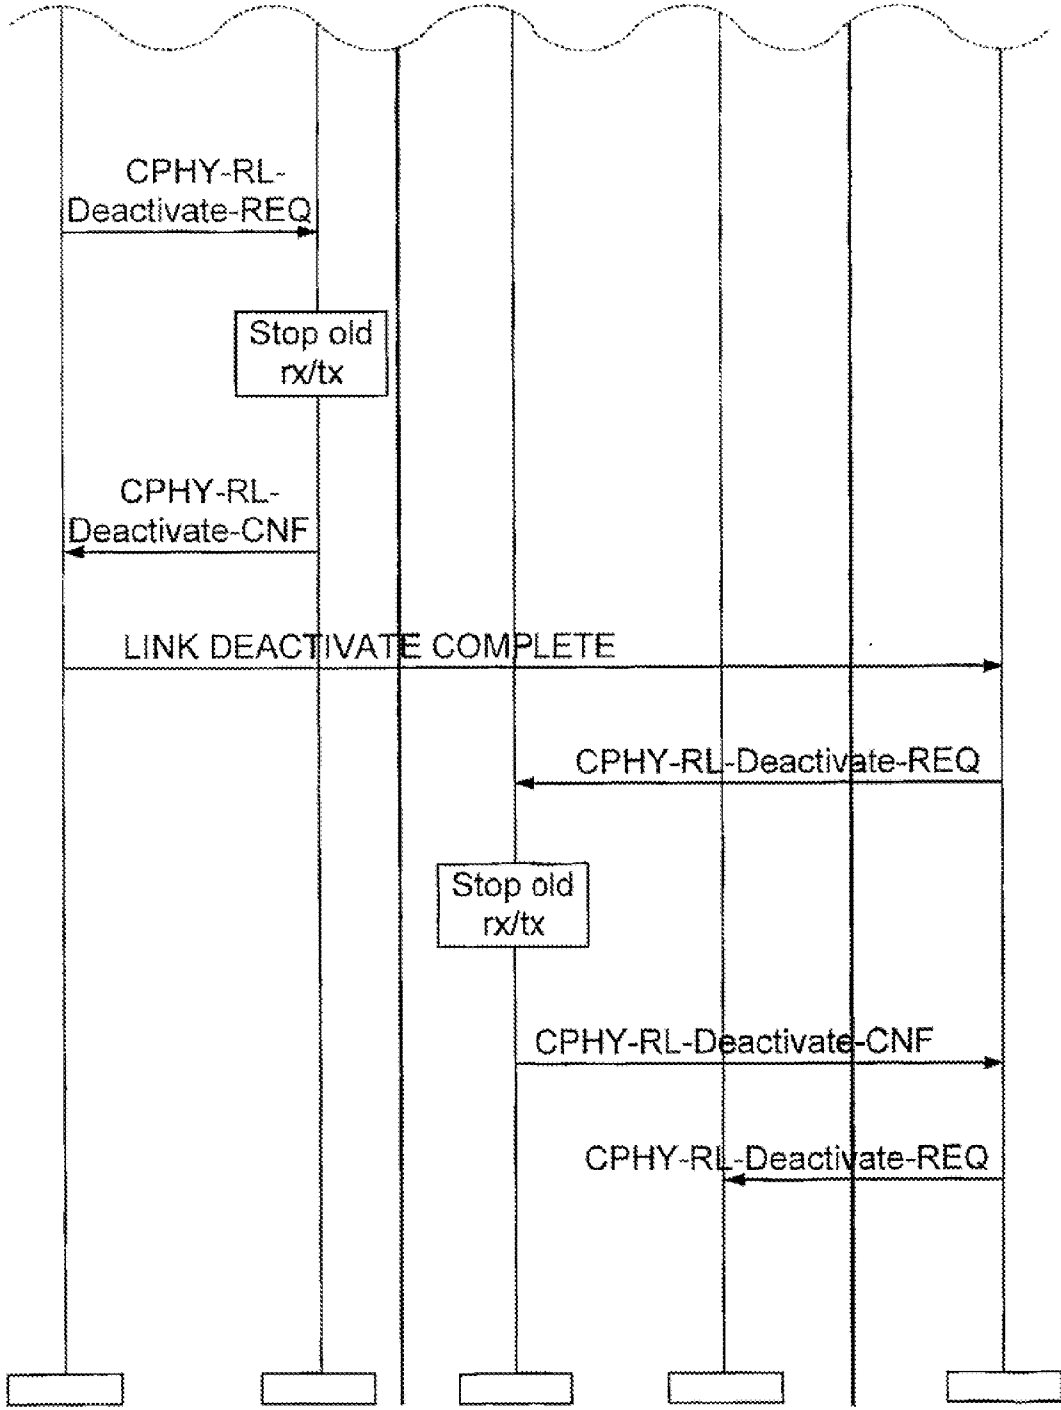 CPHY-RL-
Deactivate-REQ
Stop old
rx/tx
CPHY-RL-
Deactivate-CNF
LINK DEACTIVATE COMPLETE
CPHY-RL-Deactivate-REQ
Stop old
rx/tx
CPHY-RL-Deactivate-CNF
CPHY-RL-Deactivate-REQ